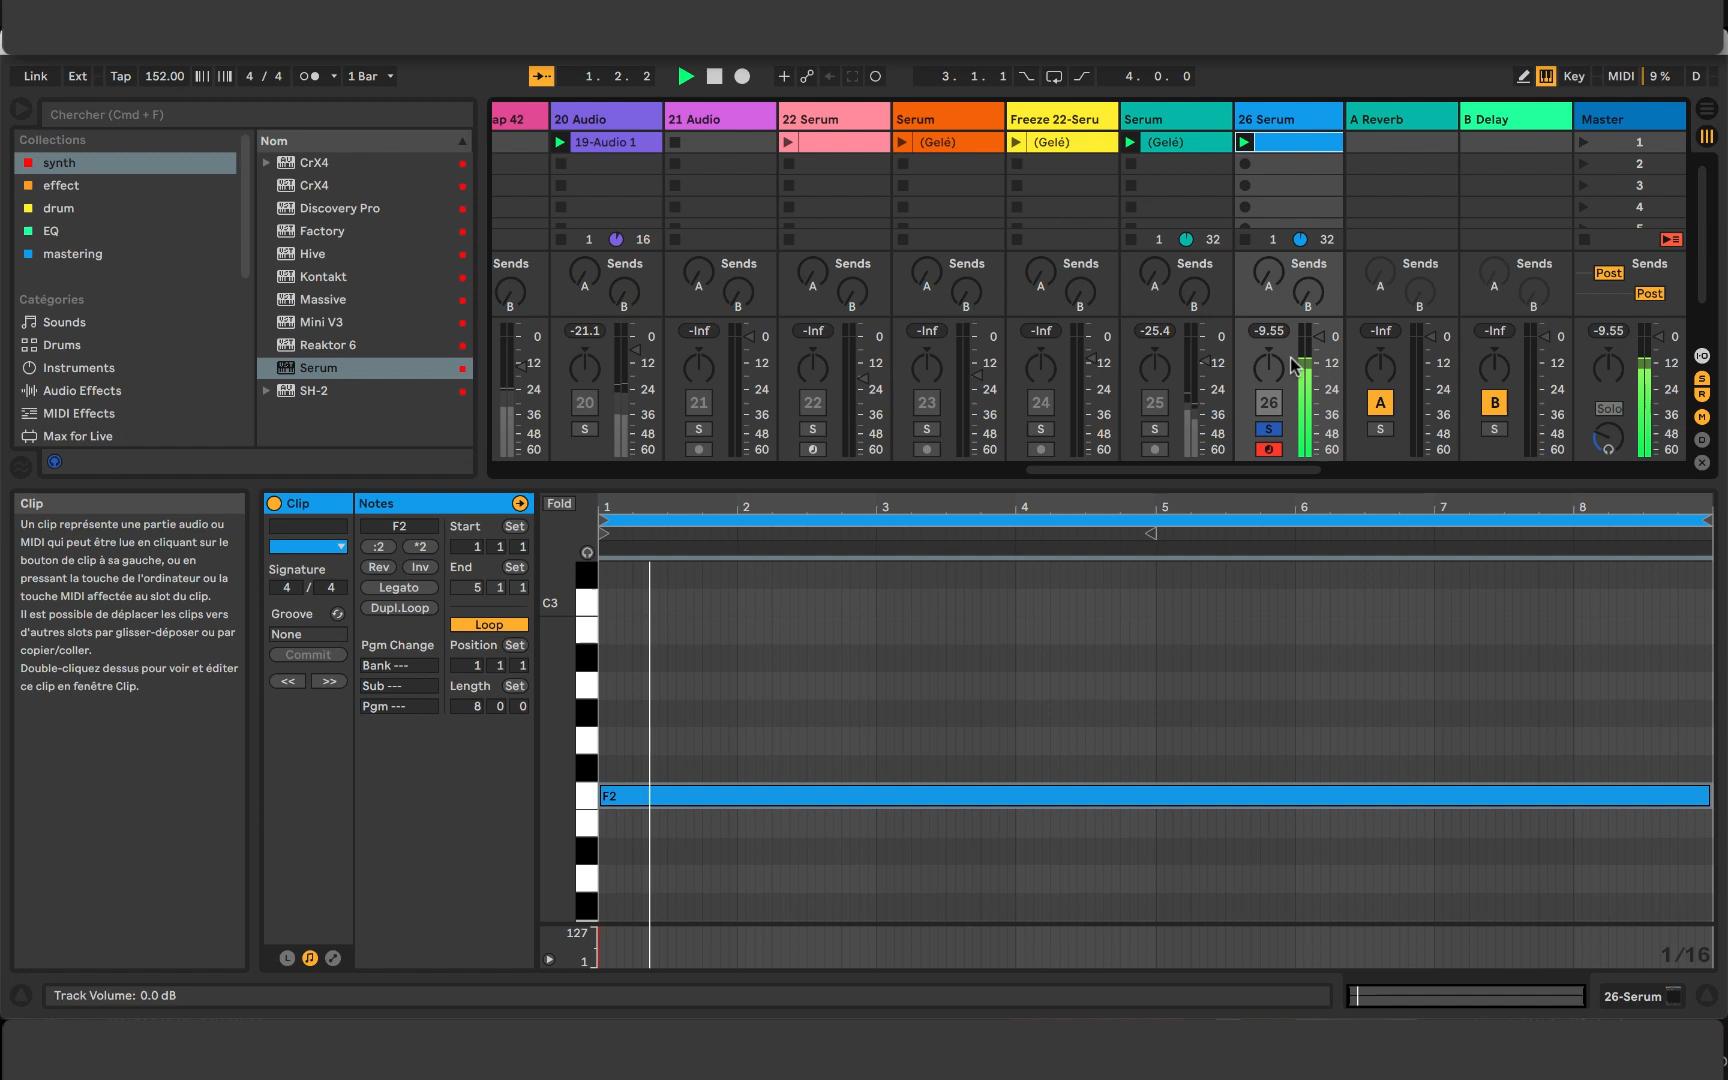 Link Ext Tap 152.00 4 / 4 1 Bar 1. 2. 2 3. 1. 1 4. 0. 0 Key MIDI 9 % D
Chercher (Cmd + F)
Collections
synth
effect
drum
EQ
mastering
Catégories
Sounds
Drums
Instruments
Audio Effects
MIDI Effects
Max for Live
Nom
CrX4
CrX4
Discovery Pro
Factory
Hive
Kontakt
Massive
Mini V3
Reaktor 6
Serum
SH-2
ap 42 20 Audio 21 Audio 22 Serum Serum Freeze 22-Seru Serum 26 Serum A Reverb B Delay Master
19-Audio 1 (Gelé) (Gelé) (Gelé) 1
2
3
4
1 16 1 32 1 32
Sends Sends Sends Sends Sends Sends Sends Sends Sends Sends Sends
Post
A A A A A A A A A
Post
B B B B B B B B B
-21.1 -Inf -Inf -Inf -Inf -25.4 -9.55 -Inf -Inf -9.55
0 0 0 0 0 0 0 0 0 0 0
12 12 12 12 12 12 12 12 12 12 12
24 24 24 24 24 24 24 24 24 24 24
20 21 22 23 24 25 26 A B Solo
36 36 36 36 36 36 36 36 36 36 36
S S S S S S S S S
48 48 48 48 48 48 48 48 48 48 48
60 60 60 60 60 60 60 60 60 60 60
I·O
S
R
M
D
Clip
Un clip représente une partie audio ou
MIDI qui peut être lue en cliquant sur le
bouton de clip à sa gauche, ou en
pressant la touche de l'ordinateur ou la
touche MIDI affectée au slot du clip.
Il est possible de déplacer les clips vers
d'autres slots par glisser-déposer ou par
copier/coller.
Double-cliquez dessus pour voir et éditer
ce clip en fenêtre Clip.
Clip
Signature
4 / 4
Groove
None
Commit
<< >>
L
Notes
F2
:2 *2
Rev Inv
Legato
Dupl.Loop
Pgm Change
Bank ---
Sub ---
Pgm ---
Start Set
1 1 1
End Set
5 1 1
Loop
Position Set
1 1 1
Length Set
8 0 0
Fold
1 2 3 4 5 6 7 8
C3
F2
127
1
1/16
Track Volume: 0.0 dB
26-Serum